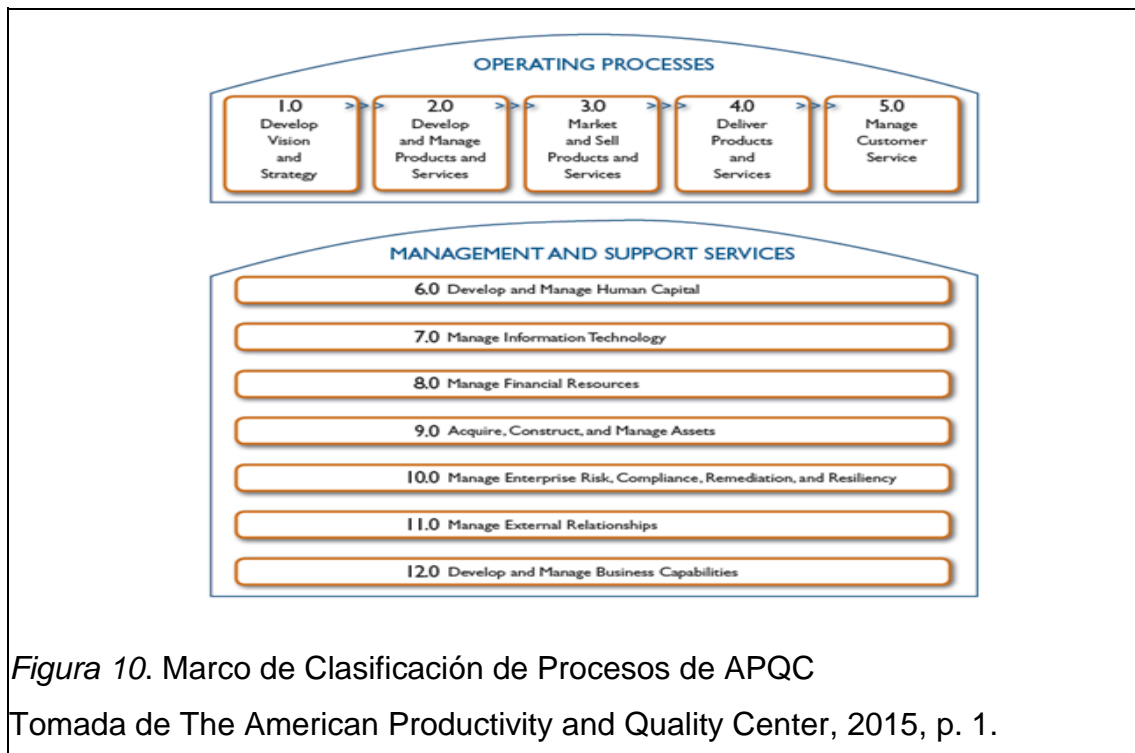 OPERATING PROCESSES
1.0 >>> 2.0 >>> 3.0 >>> 4.0 >>> 5.0
Develop
Vision
and
Strategy
Develop
and Manage
Products and
Services
Market
and Sell
Products and
Services
Deliver
Products
and
Services
Manage
Customer
Service
MANAGEMENT AND SUPPORT SERVICES
6.0 Develop and Manage Human Capital
7.0 Manage Information Technology
8.0 Manage Financial Resources
9.0 Acquire, Construct, and Manage Assets
10.0 Manage Enterprise Risk, Compliance, Remediation, and Resiliency
11.0 Manage External Relationships
12.0 Develop and Manage Business Capabilities
Figura 10. Marco de Clasificación de Procesos de APQC
Tomada de The American Productivity and Quality Center, 2015, p. 1.